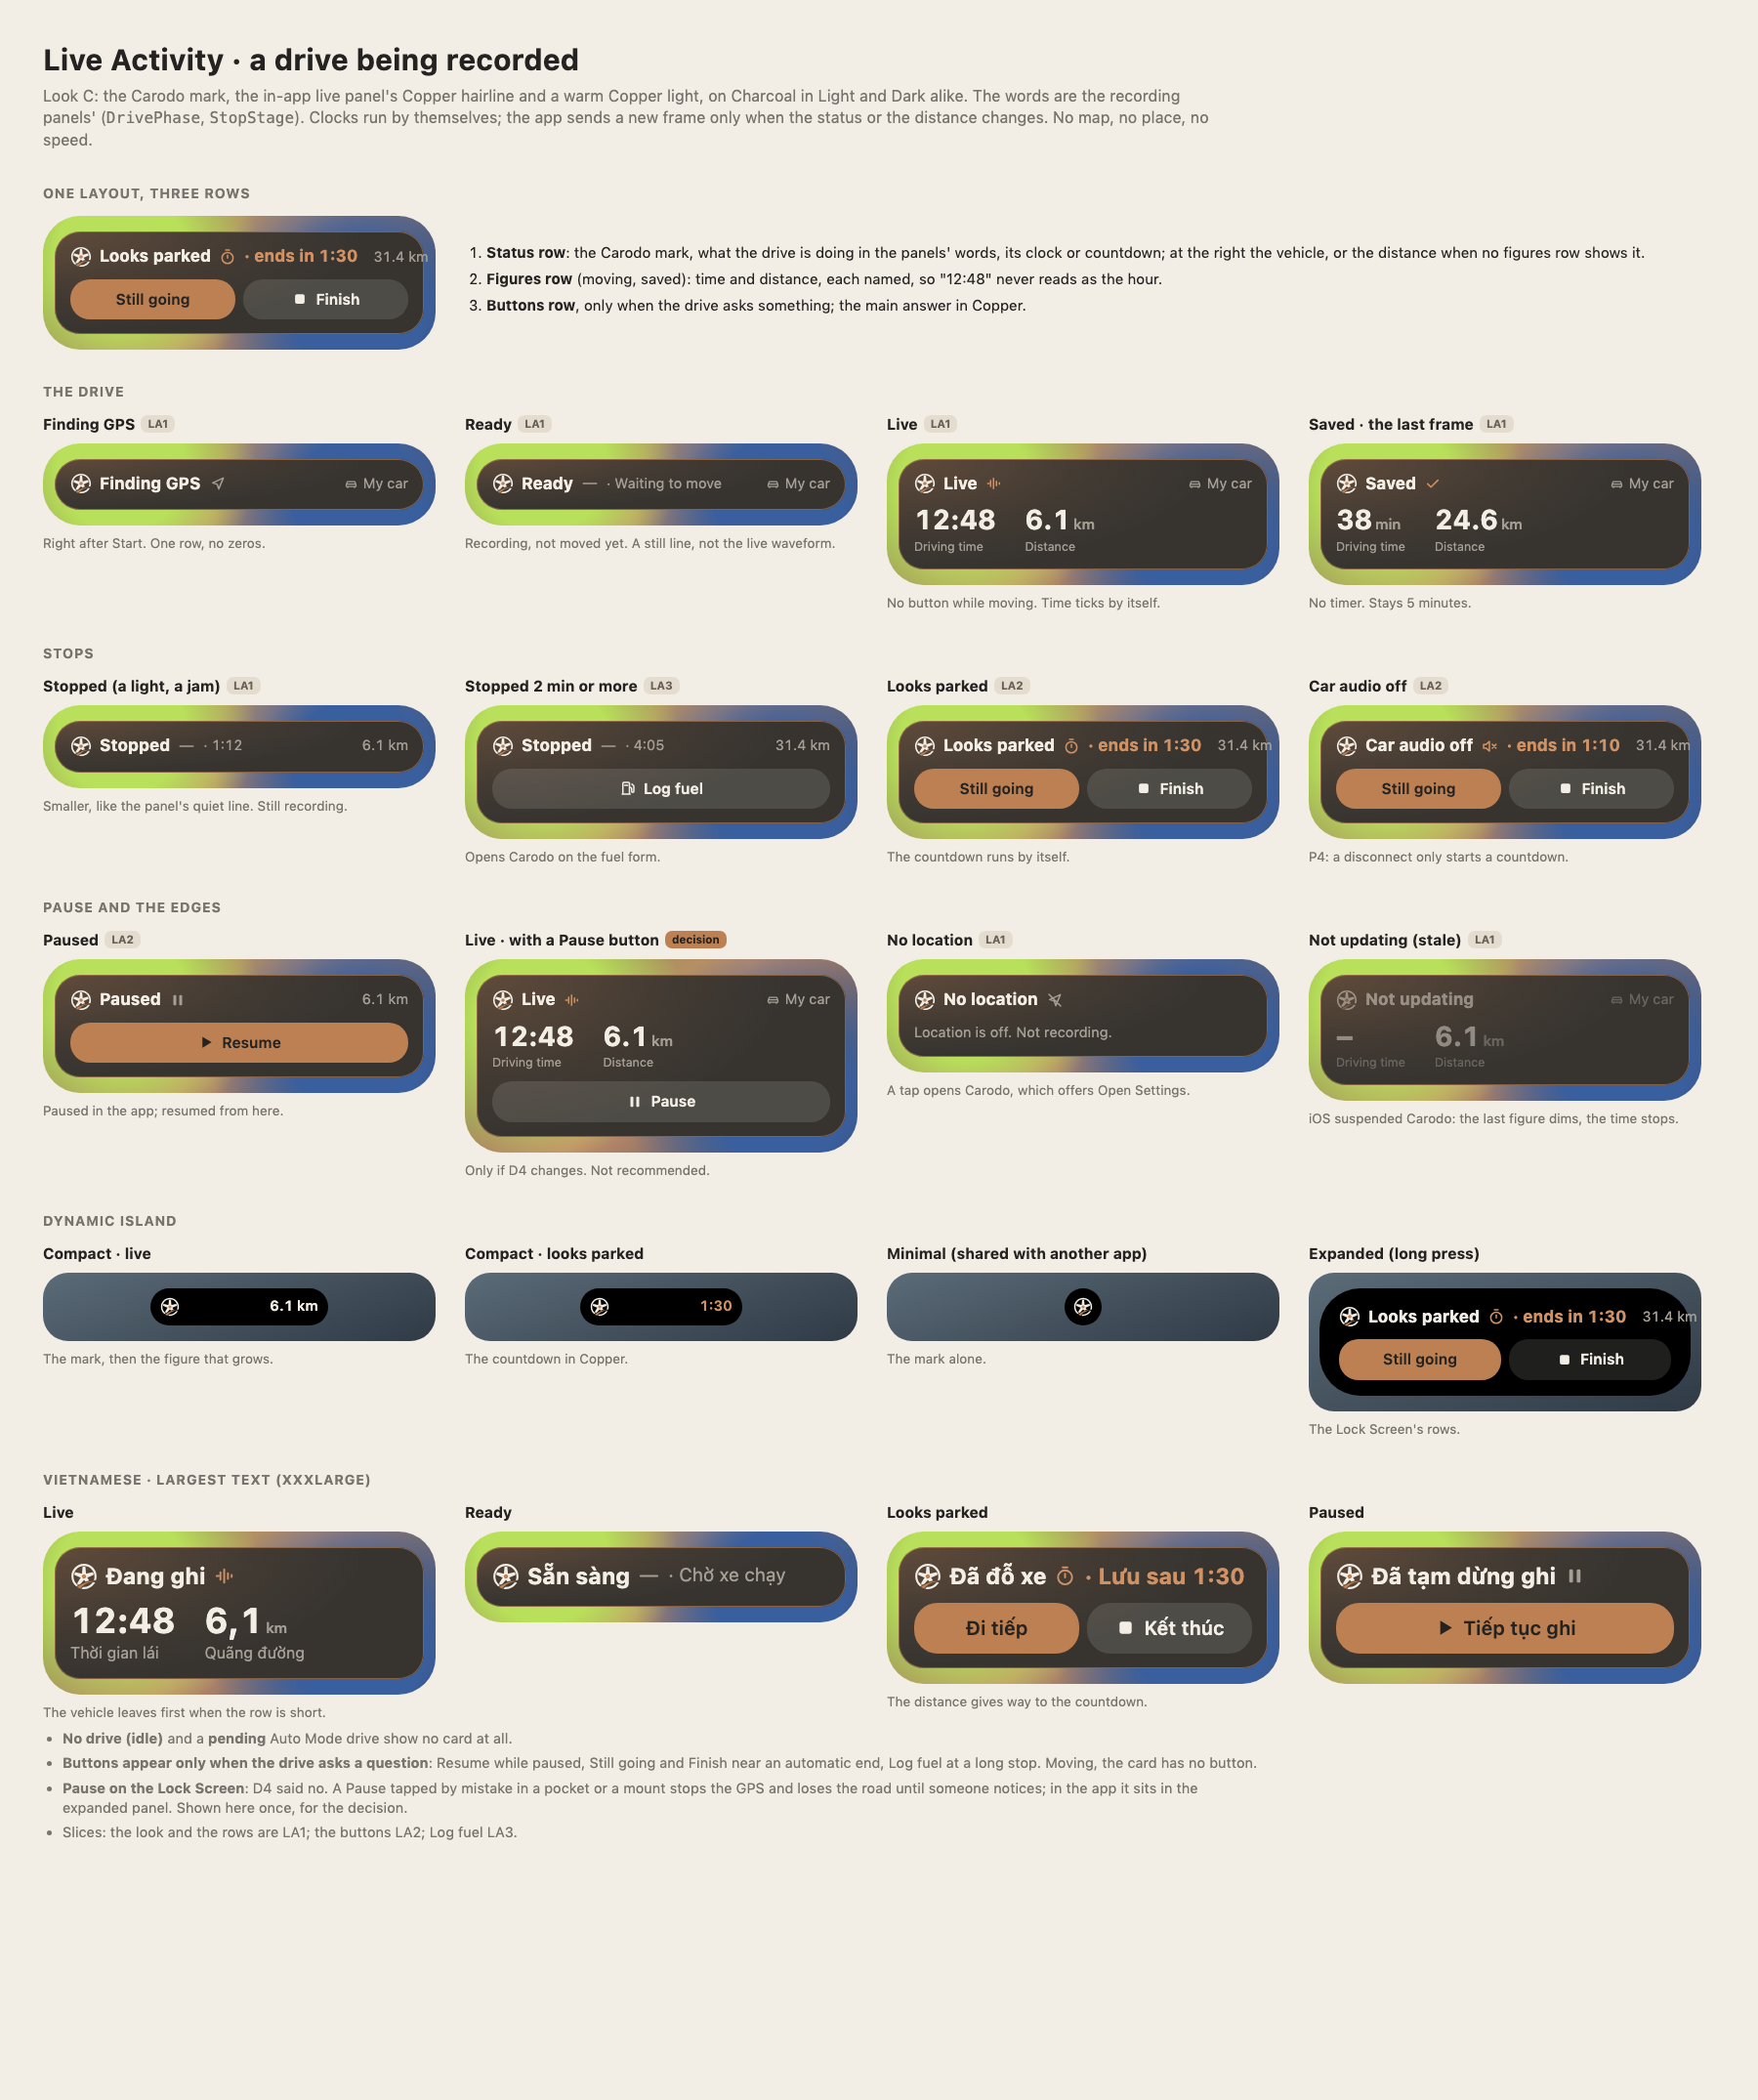 Live Activity · a drive being recorded
Look C: the Carodo mark, the in-app live panel's Copper hairline and a warm Copper light, on Charcoal in Light and Dark alike. The words are the recording
panels' (DrivePhase, StopStage). Clocks run by themselves; the app sends a new frame only when the status or the distance changes. No map, no place, no
speed.
ONE LAYOUT, THREE ROWS
Looks parked · ends in 1:30 31.4 km
Still going Finish
1. Status row: the Carodo mark, what the drive is doing in the panels' words, its clock or countdown; at the right the vehicle, or the distance when no figures row shows it.
2. Figures row (moving, saved): time and distance, each named, so "12:48" never reads as the hour.
3. Buttons row, only when the drive asks something; the main answer in Copper.
THE DRIVE
Finding GPS LA1
Finding GPS My car
Right after Start. One row, no zeros.
Ready LA1
Ready — · Waiting to move My car
Recording, not moved yet. A still line, not the live waveform.
Live LA1
Live My car
12:48 6.1 km
Driving time Distance
No button while moving. Time ticks by itself.
Saved · the last frame LA1
Saved My car
38 min 24.6 km
Driving time Distance
No timer. Stays 5 minutes.
STOPS
Stopped (a light, a jam) LA1
Stopped — · 1:12 6.1 km
Smaller, like the panel's quiet line. Still recording.
Stopped 2 min or more LA3
Stopped — · 4:05 31.4 km
Log fuel
Opens Carodo on the fuel form.
Looks parked LA2
Looks parked · ends in 1:30 31.4 km
Still going Finish
The countdown runs by itself.
Car audio off LA2
Car audio off · ends in 1:10 31.4 km
Still going Finish
P4: a disconnect only starts a countdown.
PAUSE AND THE EDGES
Paused LA2
Paused 6.1 km
Resume
Paused in the app; resumed from here.
Live · with a Pause button decision
Live My car
12:48 6.1 km
Driving time Distance
Pause
Only if D4 changes. Not recommended.
No location LA1
No location
Location is off. Not recording.
A tap opens Carodo, which offers Open Settings.
Not updating (stale) LA1
Not updating My car
– 6.1 km
Driving time Distance
iOS suspended Carodo: the last figure dims, the time stops.
DYNAMIC ISLAND
Compact · live
6.1 km
The mark, then the figure that grows.
Compact · looks parked
1:30
The countdown in Copper.
Minimal (shared with another app)
The mark alone.
Expanded (long press)
Looks parked · ends in 1:30 31.4 km
Still going Finish
The Lock Screen's rows.
VIETNAMESE · LARGEST TEXT (XXXLARGE)
Live
Đang ghi
12:48 6,1 km
Thời gian lái Quãng đường
The vehicle leaves first when the row is short.
Ready
Sẵn sàng — · Chờ xe chạy
Looks parked
Đã đỗ xe · Lưu sau 1:30
Đi tiếp Kết thúc
The distance gives way to the countdown.
Paused
Đã tạm dừng ghi
Tiếp tục ghi
• No drive (idle) and a pending Auto Mode drive show no card at all.
• Buttons appear only when the drive asks a question: Resume while paused, Still going and Finish near an automatic end, Log fuel at a long stop. Moving, the card has no button.
• Pause on the Lock Screen: D4 said no. A Pause tapped by mistake in a pocket or a mount stops the GPS and loses the road until someone notices; in the app it sits in the
expanded panel. Shown here once, for the decision.
• Slices: the look and the rows are LA1; the buttons LA2; Log fuel LA3.